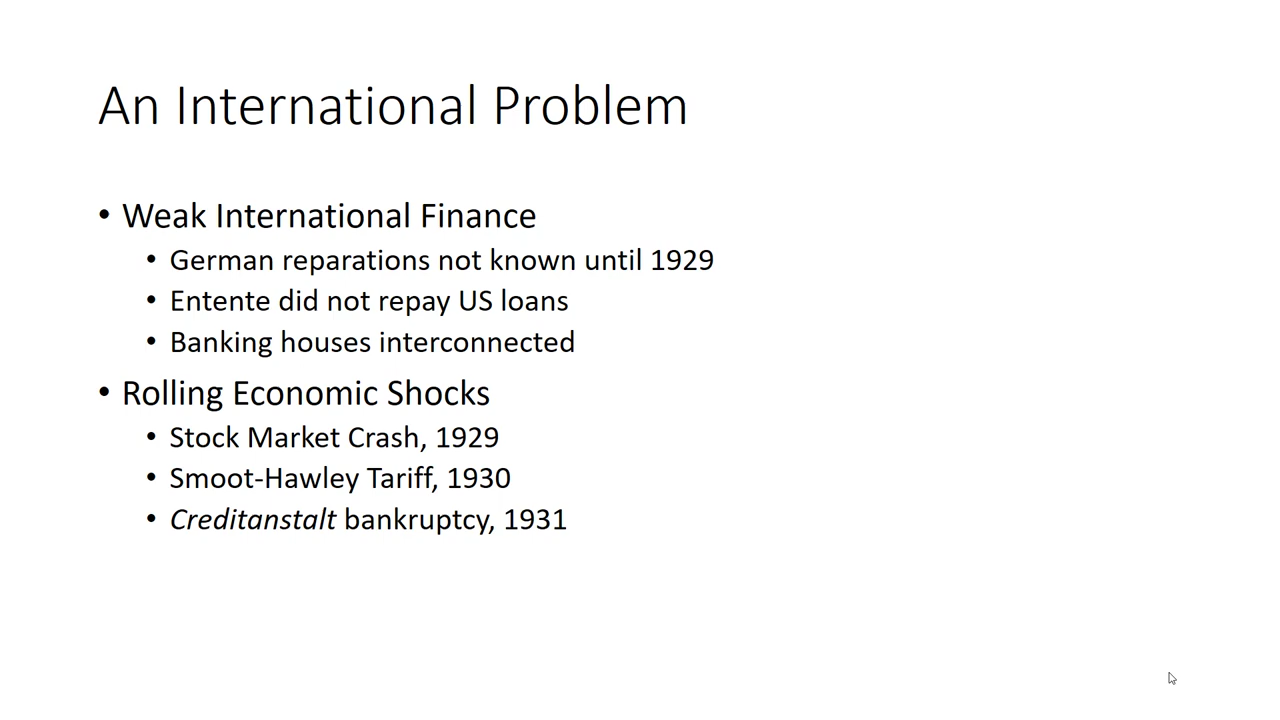 An International Problem
• Weak International Finance
• German reparations not known until 1929
• Entente did not repay US loans
• Banking houses interconnected
• Rolling Economic Shocks
• Stock Market Crash, 1929
• Smoot-Hawley Tariff, 1930
• Creditanstalt bankruptcy, 1931